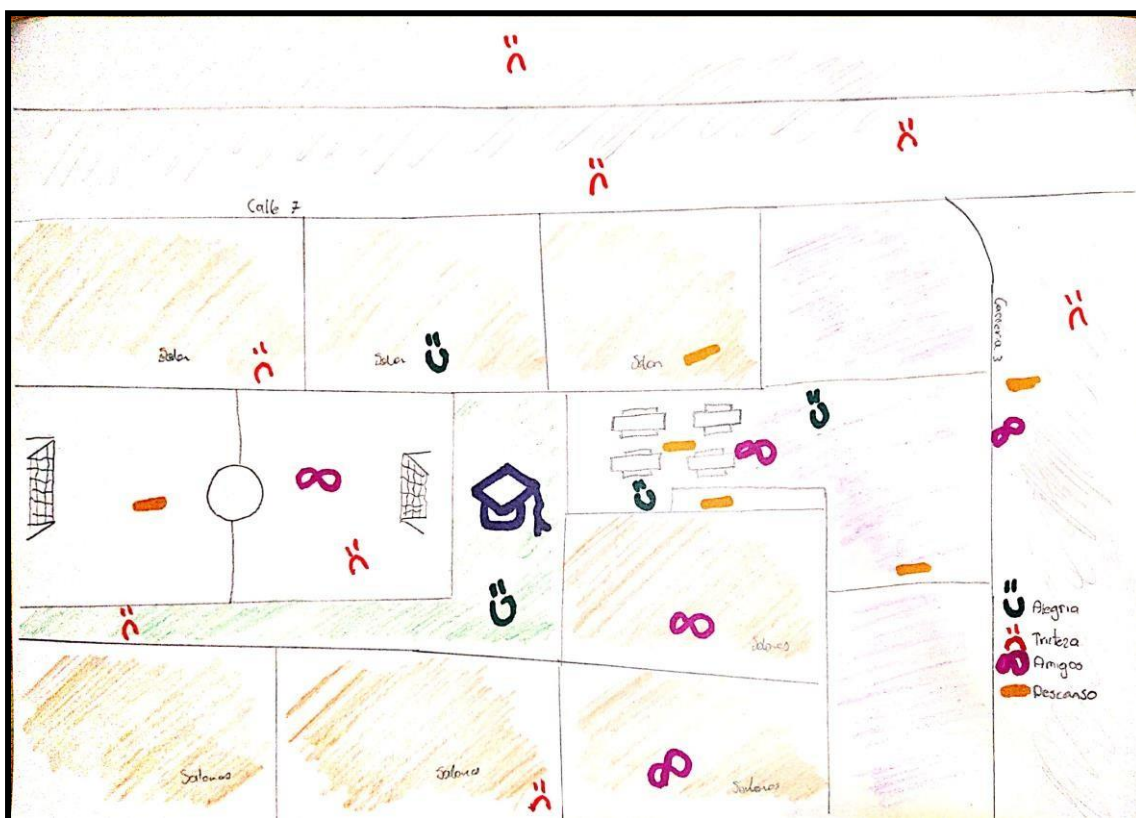 Calle 7
Salon
Salon
Salon
Carrera 3
Salones
Salones
Salones
Salones
Alegria
Tristeza
Amigos
Descanso